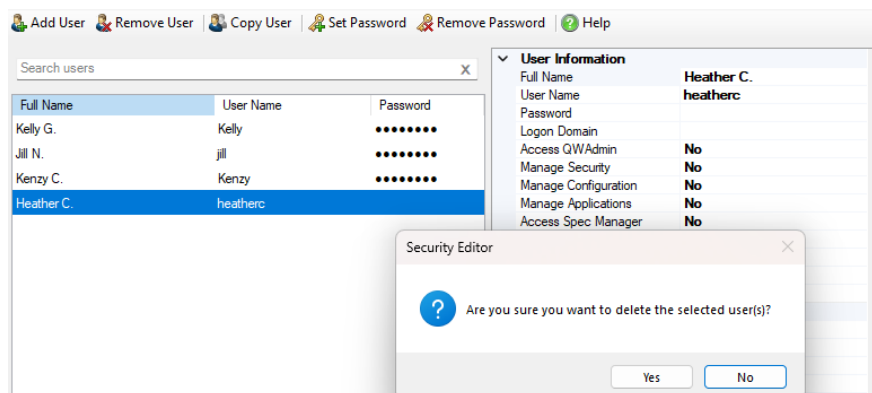 Add User Remove User Copy User Set Password Remove Password Help
Search users X
Full Name User Name Password
Kelly G. Kelly ●●●●●●●●
Jill N. jill ●●●●●●●●
Kenzy C. Kenzy ●●●●●●●●
Heather C. heatherc
User Information
Full Name Heather C.
User Name heatherc
Password
Logon Domain
Access QWAdmin No
Manage Security No
Manage Configuration No
Manage Applications No
Access Spec Manager No
Security Editor
Are you sure you want to delete the selected user(s)?
Yes No